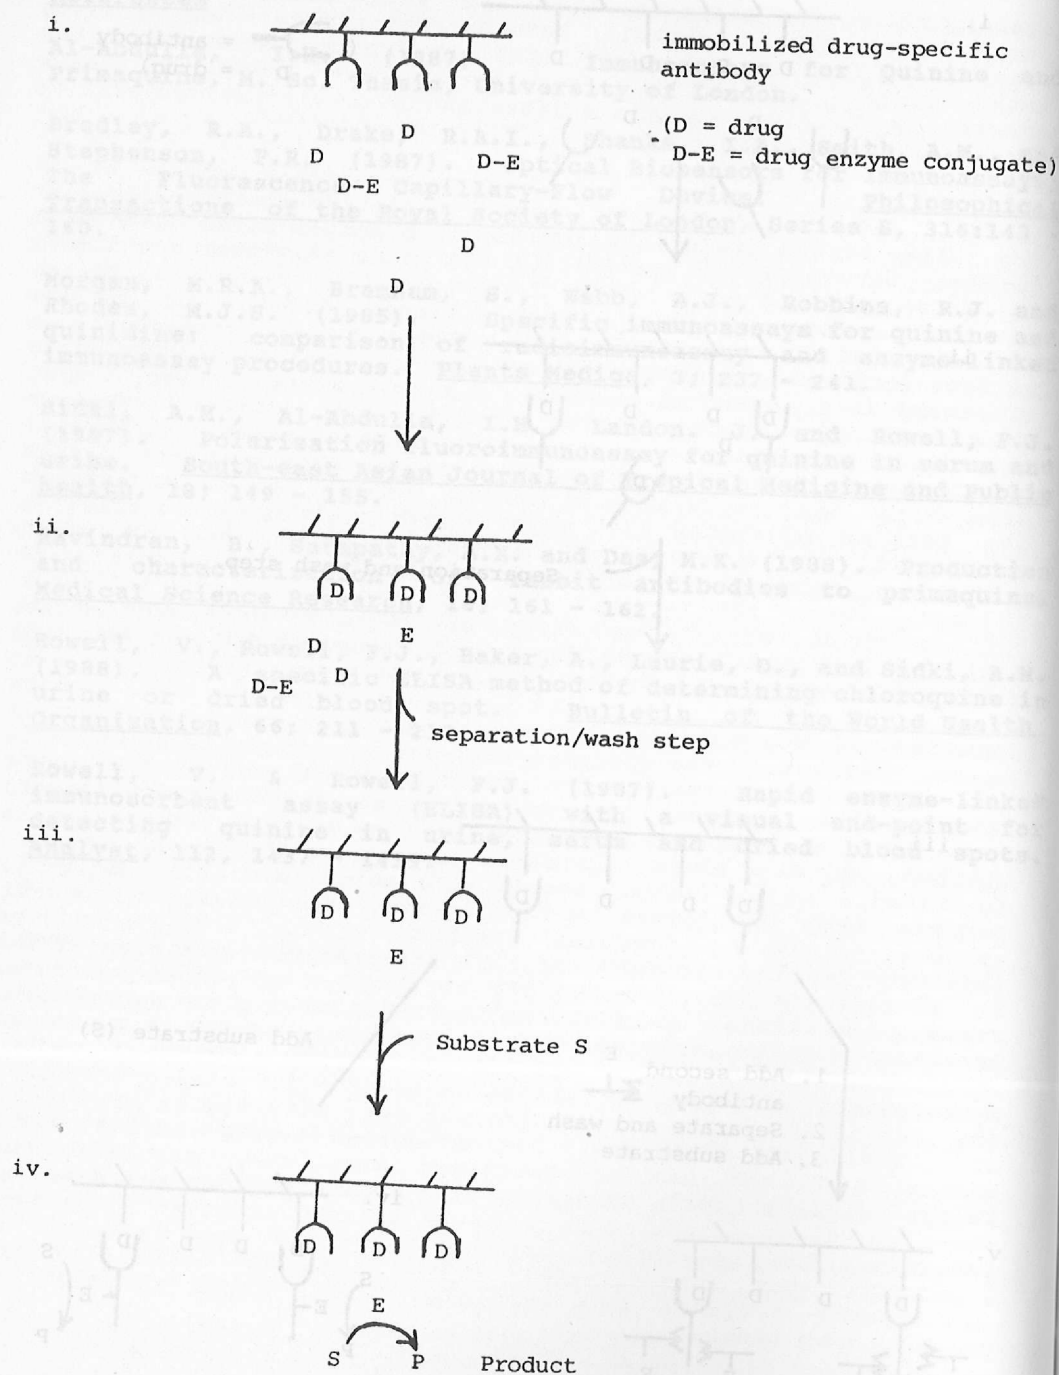 i.
immobilized drug-specific
antibody
(D = drug
D-E = drug enzyme conjugate)
D
D D-E
D-E
D
D
ii.
D D D
E
D
D-E D
separation/wash step
iii.
D D D
E
Substrate S
iv.
D D D
E
S P Product